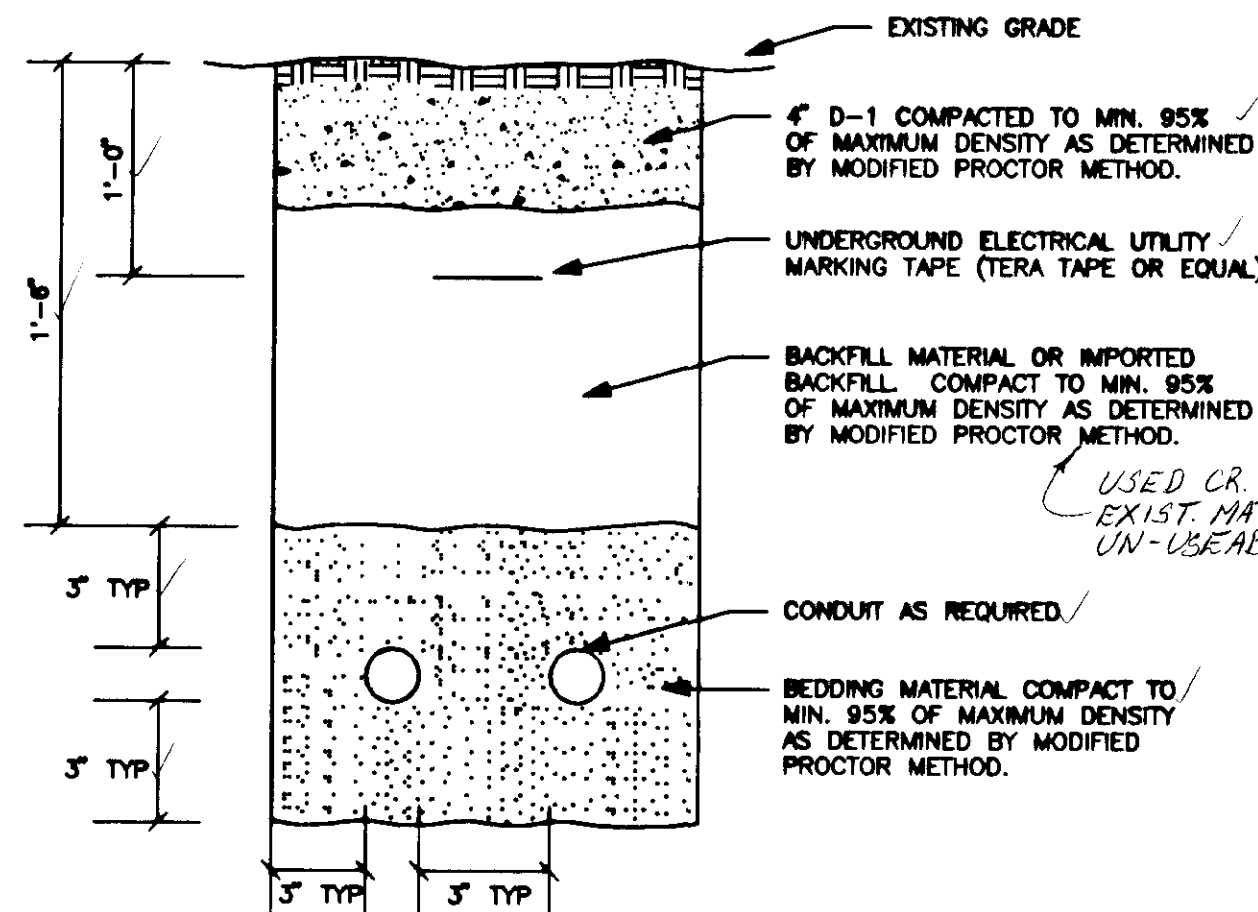 EXISTING GRADE
4" D-1 COMPACTED TO MIN. 95%
OF MAXIMUM DENSITY AS DETERMINED
BY MODIFIED PROCTOR METHOD.
1'-0"
UNDERGROUND ELECTRICAL UTILITY
MARKING TAPE (TERA TAPE OR EQUAL)
1'-6"
BACKFILL MATERIAL OR IMPORTED
BACKFILL COMPACT TO MIN. 95%
OF MAXIMUM DENSITY AS DETERMINED
BY MODIFIED PROCTOR METHOD.
USED CR.
EXIST. MA
UN-USEAB
3" TYP
CONDUIT AS REQUIRED
BEDDING MATERIAL COMPACT TO
MIN. 95% OF MAXIMUM DENSITY
AS DETERMINED BY MODIFIED
PROCTOR METHOD.
3" TYP
3" TYP
3" TYP